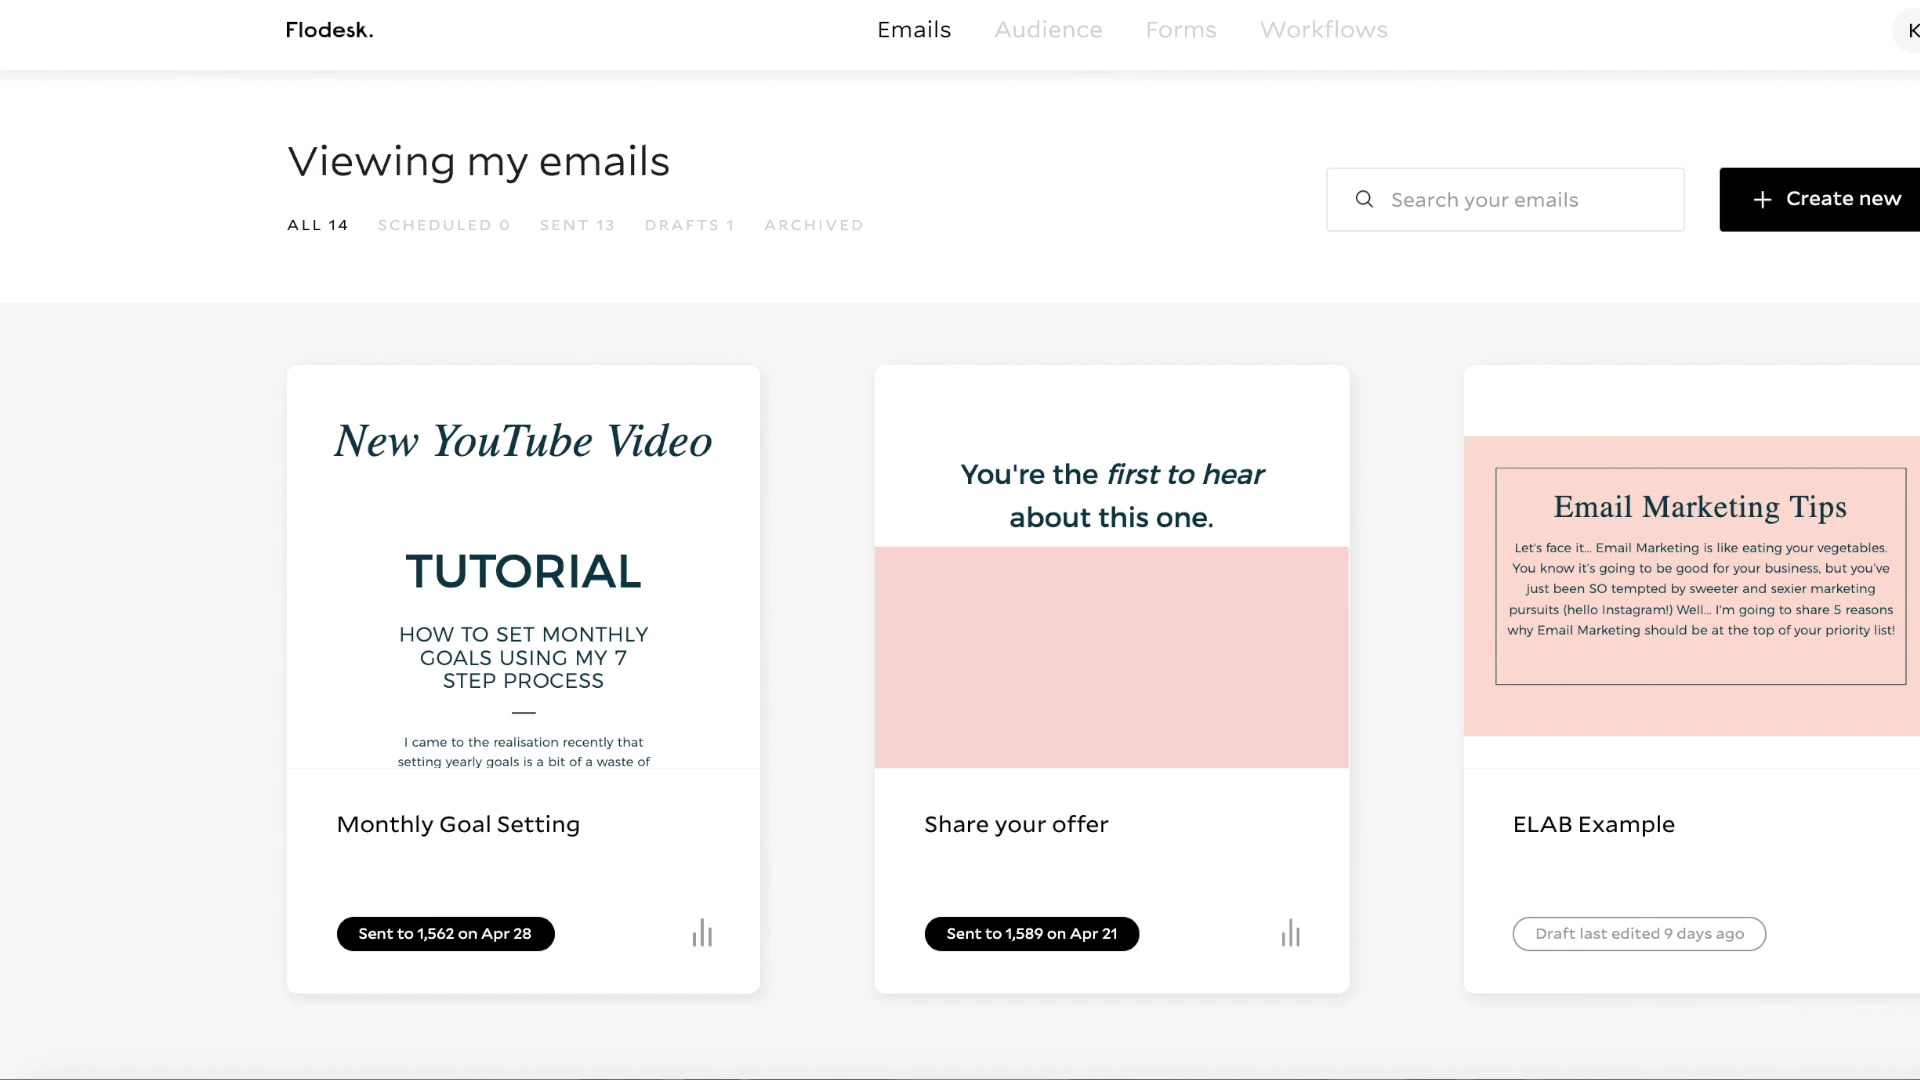 Flodesk.
Emails Audience Forms Workflows
K
Viewing my emails
ALL 14 SCHEDULED 0 SENT 13 DRAFTS 1 ARCHIVED
Search your emails
+ Create new
New YouTube Video
TUTORIAL
HOW TO SET MONTHLY
GOALS USING MY 7
STEP PROCESS
I came to the realisation recently that
setting yearly goals is a bit of a waste of
Monthly Goal Setting
Sent to 1,562 on Apr 28
You're the first to hear
about this one.
Share your offer
Sent to 1,589 on Apr 21
Email Marketing Tips
Let's face it... Email Marketing is like eating your vegetables.
You know it's going to be good for your business, but you've
just been SO tempted by sweeter and sexier marketing
pursuits (hello Instagram!) Well... I'm going to share 5 reasons
why Email Marketing should be at the top of your priority list!
ELAB Example
Draft last edited 9 days ago